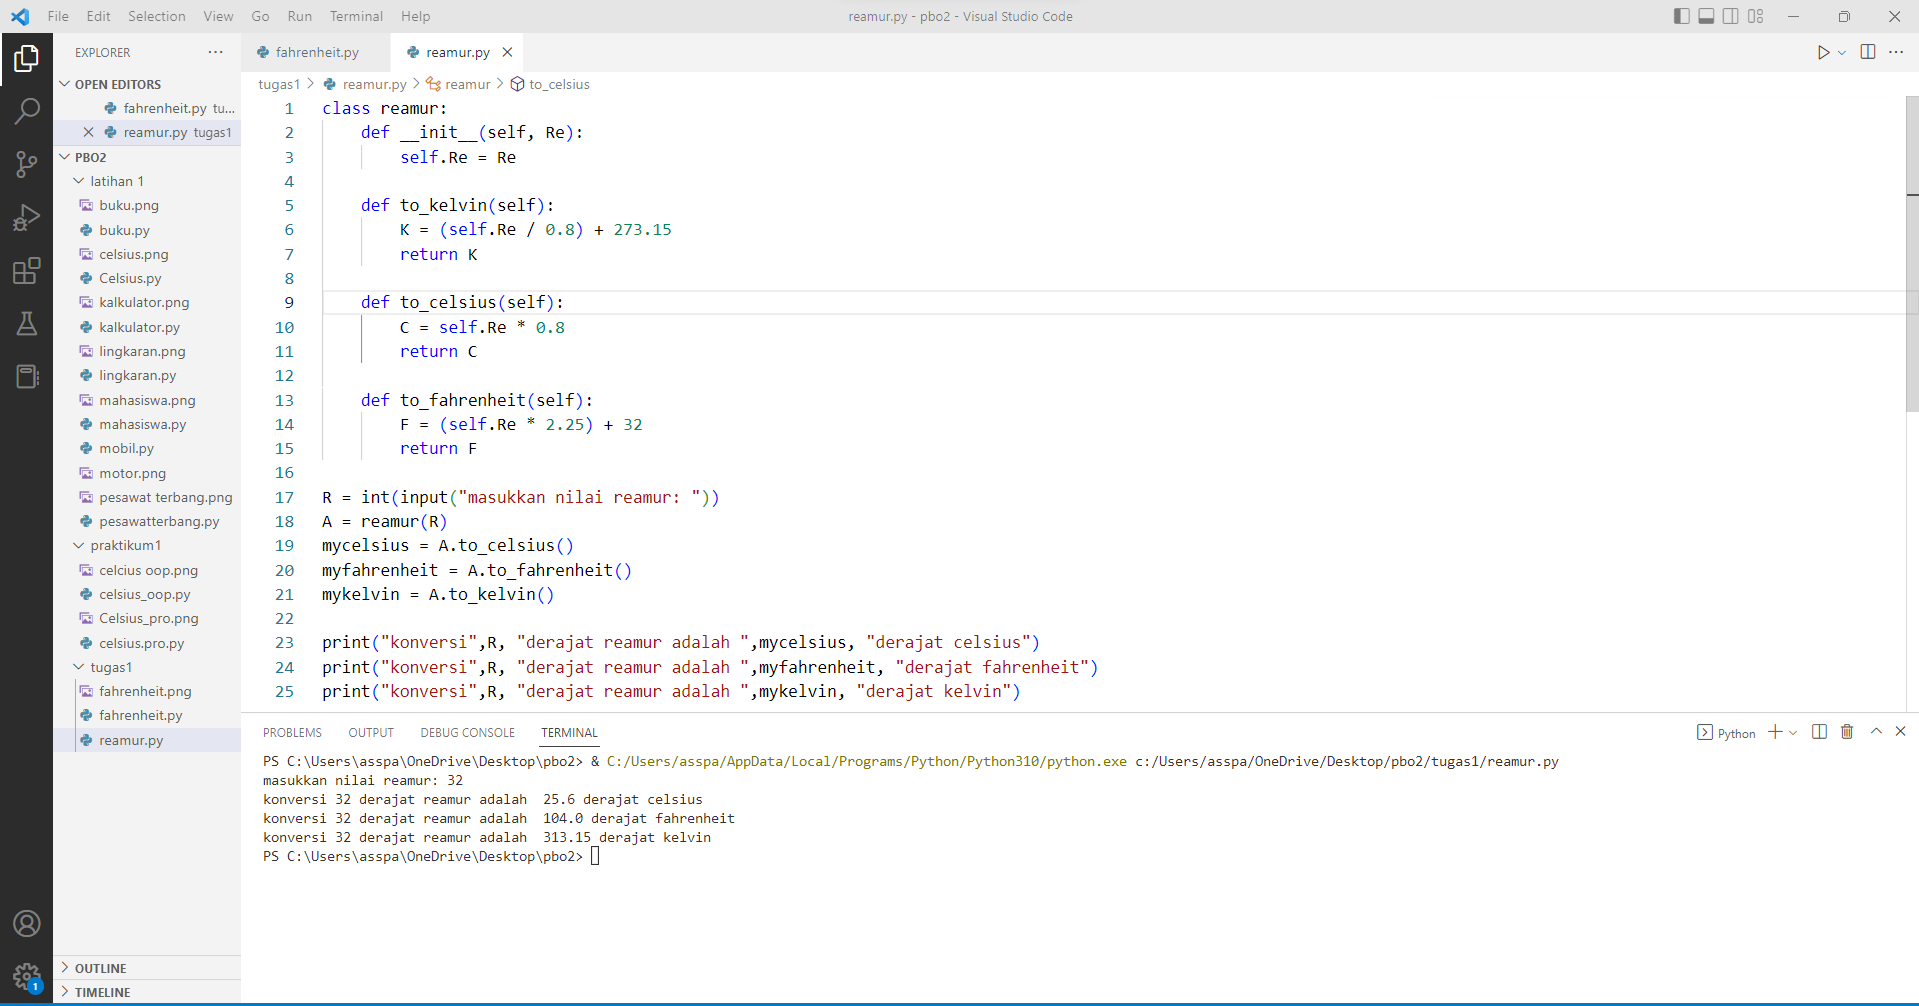 File Edit Selection View Go Run Terminal Help
reamur.py - pbo2 - Visual Studio Code
EXPLORER
OPEN EDITORS
fahrenheit.py tu...
reamur.py tugas1
PBO2
latihan 1
buku.png
buku.py
celsius.png
Celsius.py
kalkulator.png
kalkulator.py
lingkaran.png
lingkaran.py
mahasiswa.png
mahasiswa.py
mobil.py
motor.png
pesawat terbang.png
pesawatterbang.py
praktikum1
celcius oop.png
celsius_oop.py
Celsius_pro.png
celsius.pro.py
tugas1
fahrenheit.png
fahrenheit.py
reamur.py
OUTLINE
TIMELINE
1
fahrenheit.py
reamur.py
tugas1 > reamur.py > reamur > to_celsius
1 class reamur:
2     def __init__(self, Re):
3         self.Re = Re
4
5     def to_kelvin(self):
6         K = (self.Re / 0.8) + 273.15
7         return K
8
9     def to_celsius(self):
10         C = self.Re * 0.8
11         return C
12
13     def to_fahrenheit(self):
14         F = (self.Re * 2.25) + 32
15         return F
16
17 R = int(input("masukkan nilai reamur: "))
18 A = reamur(R)
19 mycelsius = A.to_celsius()
20 myfahrenheit = A.to_fahrenheit()
21 mykelvin = A.to_kelvin()
22
23 print("konversi",R, "derajat reamur adalah ",mycelsius, "derajat celsius")
24 print("konversi",R, "derajat reamur adalah ",myfahrenheit, "derajat fahrenheit")
25 print("konversi",R, "derajat reamur adalah ",mykelvin, "derajat kelvin")
PROBLEMS OUTPUT DEBUG CONSOLE TERMINAL
Python
PS C:\Users\asspa\OneDrive\Desktop\pbo2> & C:/Users/asspa/AppData/Local/Programs/Python/Python310/python.exe c:/Users/asspa/OneDrive/Desktop/pbo2/tugas1/reamur.py
masukkan nilai reamur: 32
konversi 32 derajat reamur adalah  25.6 derajat celsius
konversi 32 derajat reamur adalah  104.0 derajat fahrenheit
konversi 32 derajat reamur adalah  313.15 derajat kelvin
PS C:\Users\asspa\OneDrive\Desktop\pbo2>